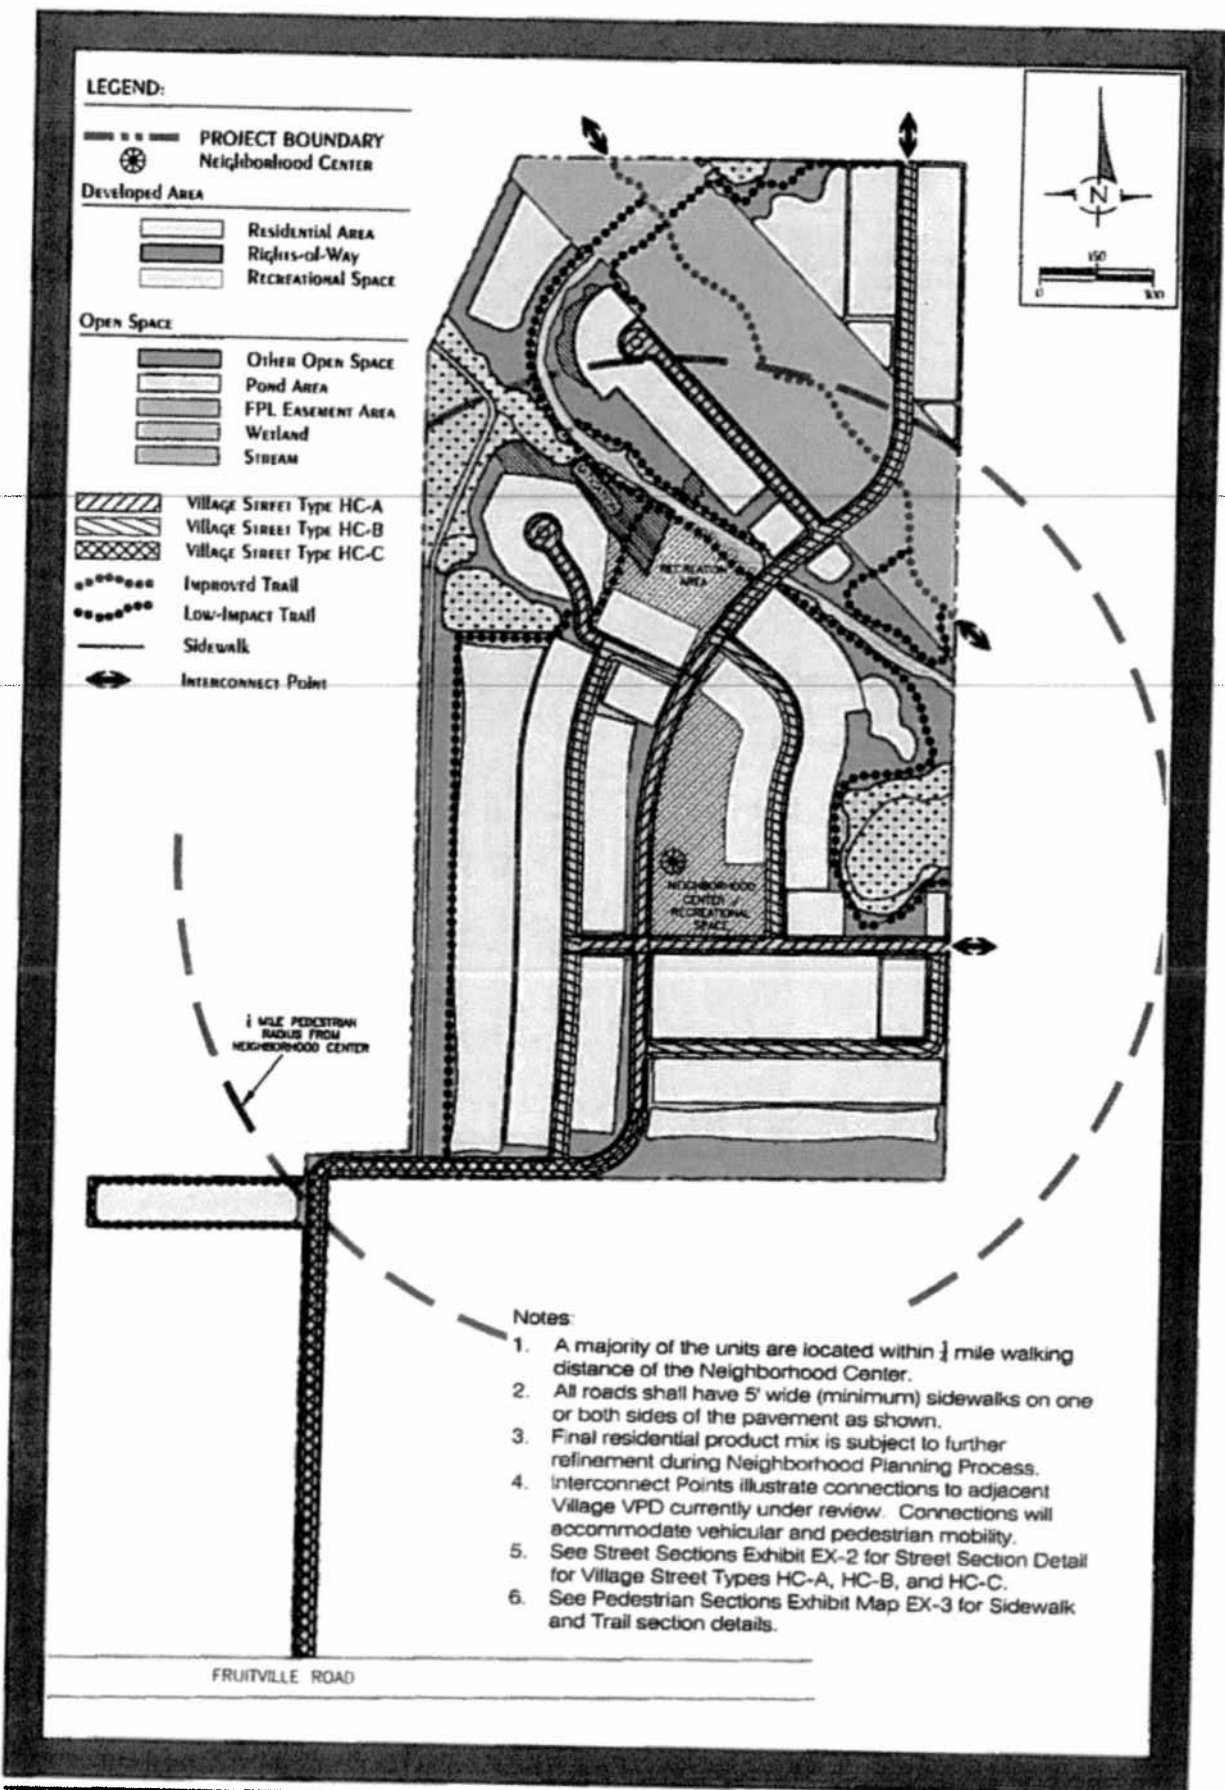 LEGEND:
PROJECT BOUNDARY
Neighborhood Center
Developed Area
Residential Area
Rights-of-Way
Recreational Space
Open Space
Other Open Space
Pond Area
FPL Easement Area
Wetland
Stream
Village Street Type HC-A
Village Street Type HC-B
Village Street Type HC-C
Improved Trail
Low-Impact Trail
Sidewalk
Interconnect Point
N
150
0 300
RECREATION
AREA
NEIGHBORHOOD
CENTER /
RECREATIONAL
SPACE
MILE PEDESTRIAN
RADIUS FROM
NEIGHBORHOOD CENTER
Notes:
1. A majority of the units are located within mile walking
distance of the Neighborhood Center.
2. All roads shall have 5' wide (minimum) sidewalks on one
or both sides of the pavement as shown.
3. Final residential product mix is subject to further
refinement during Neighborhood Planning Process.
4. Interconnect Points illustrate connections to adjacent
Village VPD currently under review. Connections will
accommodate vehicular and pedestrian mobility.
5. See Street Sections Exhibit EX-2 for Street Section Detail
for Village Street Types HC-A, HC-B, and HC-C.
6. See Pedestrian Sections Exhibit Map EX-3 for Sidewalk
and Trail section details.
FRUITVILLE ROAD